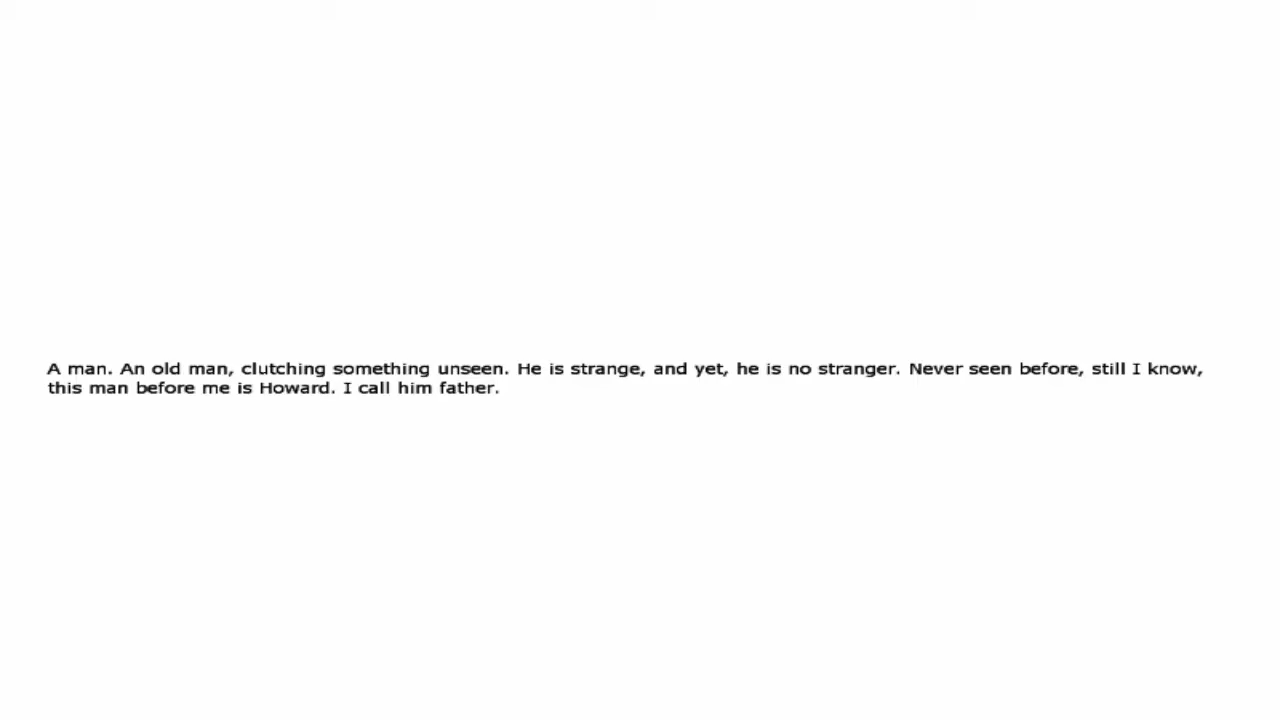 A man. An old man, clutching something unseen. He is strange, and yet, he is no stranger. Never seen before, still I know,
this man before me is Howard. I call him father.